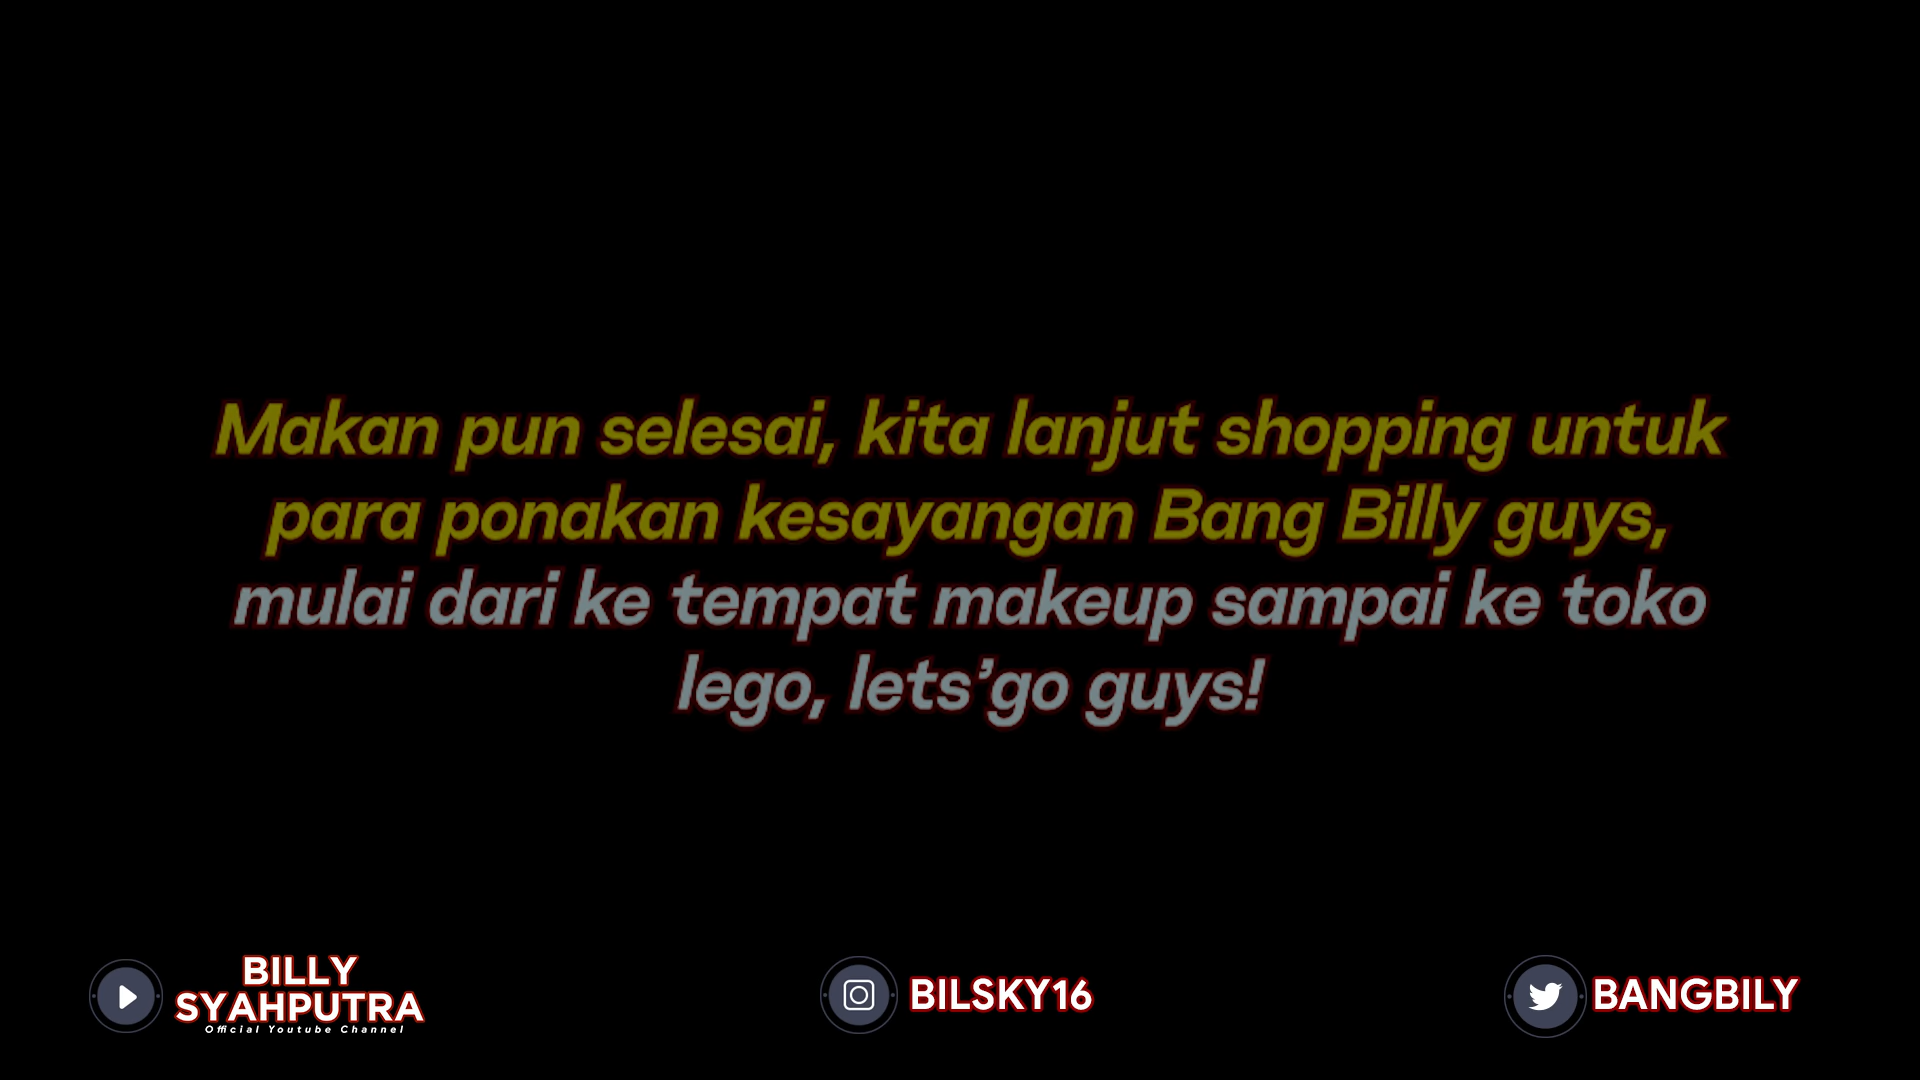 Makan pun selesai, kita lanjut shopping untuk
para ponakan kesayangan Bang Billy guys,
mulai dari ke tempat makeup sampai ke toko
lego, lets’go guys!
BILLY
SYAHPUTRA
Official Youtube Channel
BILSKY16
BANGBILY